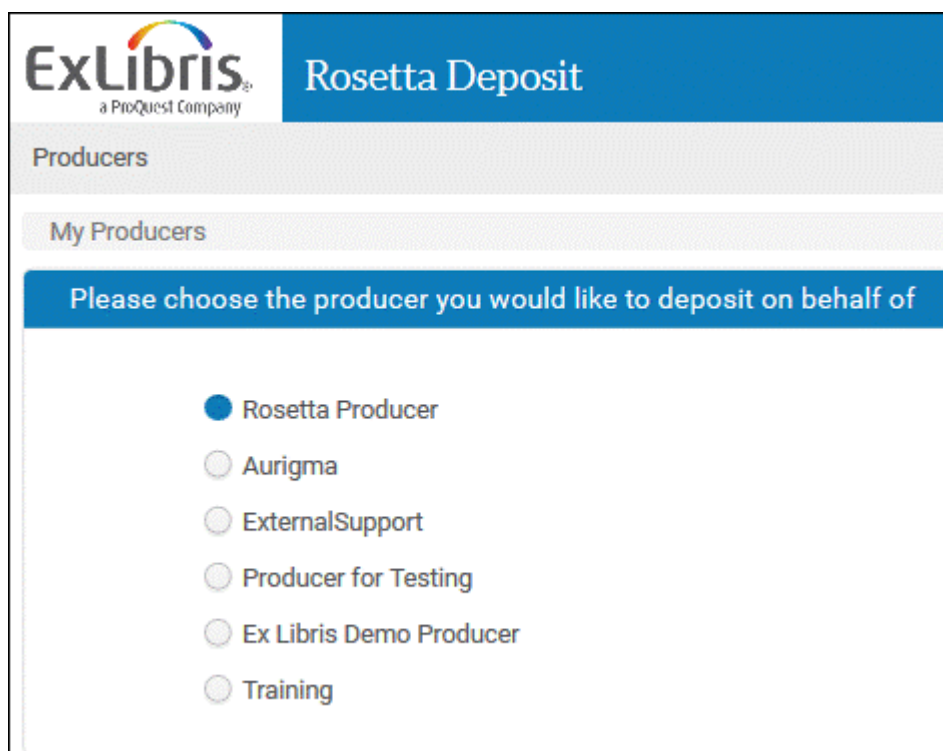 ExLibris®
a ProQuest Company
Rosetta Deposit
Producers
My Producers
Please choose the producer you would like to deposit on behalf of
Rosetta Producer
Aurigma
ExternalSupport
Producer for Testing
Ex Libris Demo Producer
Training